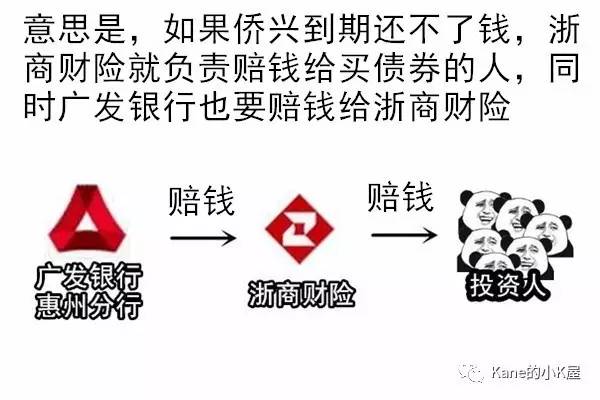 意思是，如果侨兴到期还不了钱，浙
商财险就负责赔钱给买债券的人，同
时广发银行也要赔钱给浙商财险
赔钱
赔钱
广发银行
惠州分行
浙商财险
投资人
Kane的小K屋